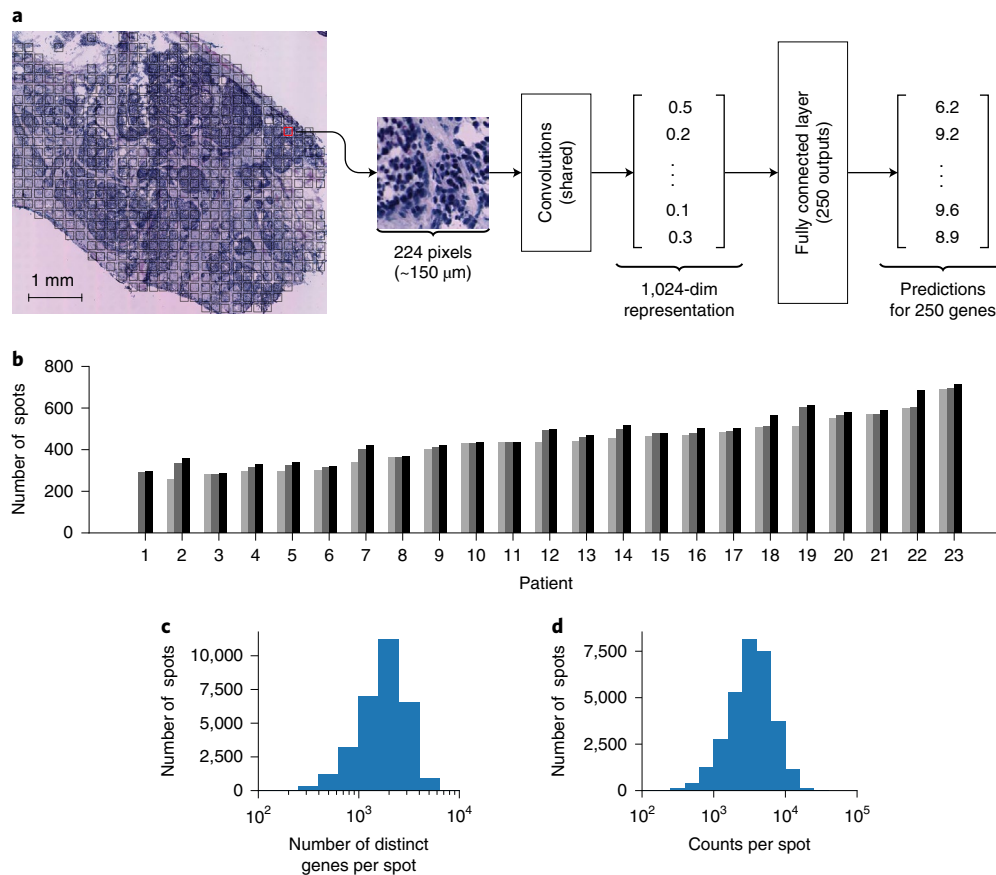 a
1 mm
224 pixels
(~150 μm)
Convolutions
(shared)
0.5
0.2
.
.
.
0.1
0.3
1,024-dim
representation
Fully connected layer
(250 outputs)
6.2
9.2
.
.
.
9.6
8.9
Predictions
for 250 genes
b
Number of spots
800
600
400
200
0
1 2 3 4 5 6 7 8 9 10 11 12 13 14 15 16 17 18 19 20 21 22 23
Patient
c
Number of spots
10,000
7,500
5,000
2,500
0
10² 10³ 10⁴
Number of distinct
genes per spot
d
Number of spots
7,500
5,000
2,500
0
10² 10³ 10⁴ 10⁵
Counts per spot